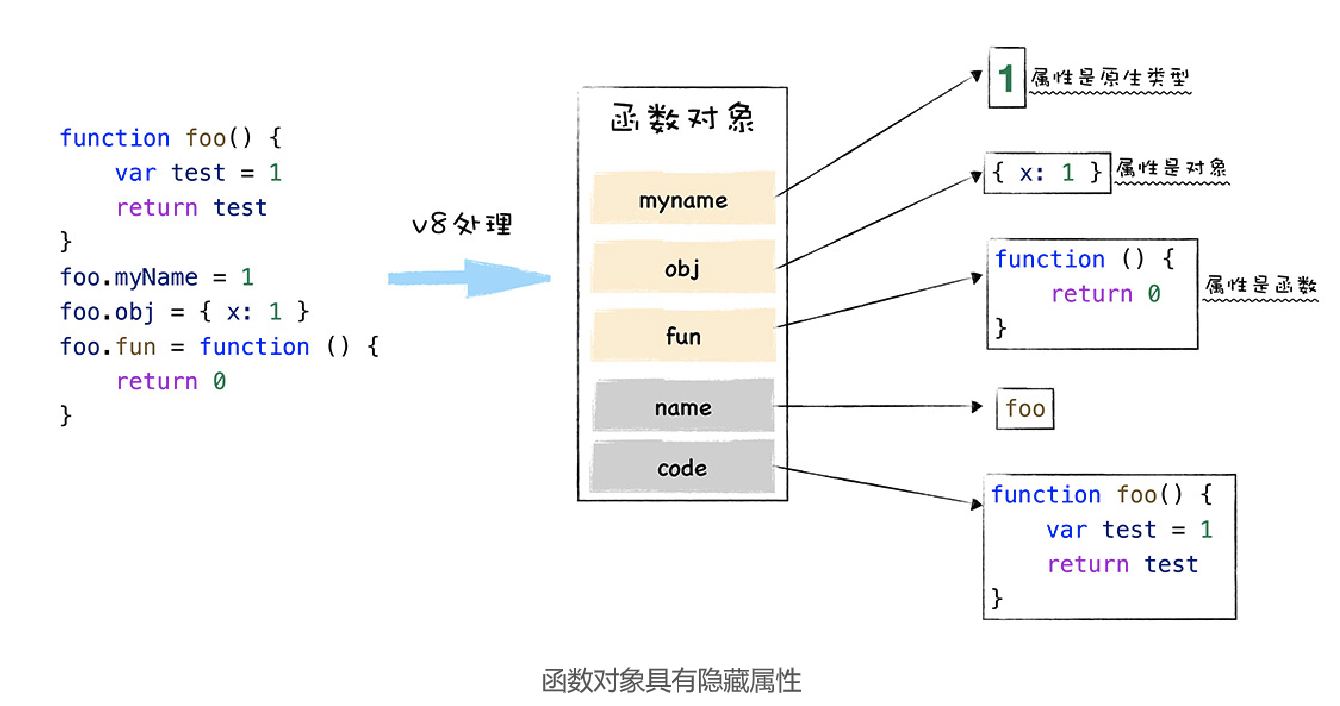 function foo() {
    var test = 1
    return test
}
foo.myName = 1
foo.obj = { x: 1 }
foo.fun = function () {
    return 0
}
v8处理
函数对象
myname
obj
fun
name
code
1 属性是原生类型
{ x: 1 } 属性是对象
function () {
    return 0
}
属性是函数
foo
function foo() {
    var test = 1
    return test
}
函数对象具有隐藏属性